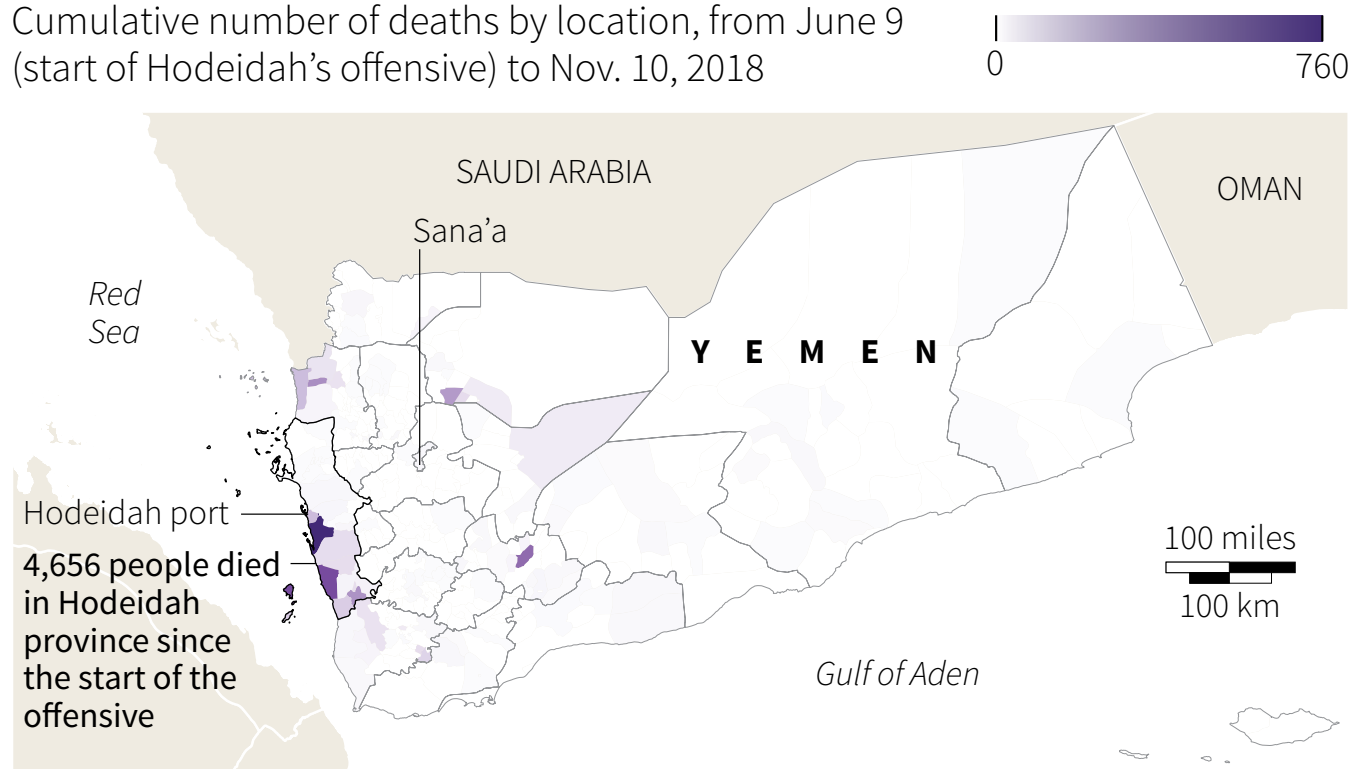 Cumulative number of deaths by location, from June 9
(start of Hodeidah’s offensive) to Nov. 10, 2018
0
760
SAUDI ARABIA
OMAN
Sana’a
Red
Sea
Y E M E N
Hodeidah port
4,656 people died
in Hodeidah
province since
the start of the
offensive
100 miles
100 km
Gulf of Aden